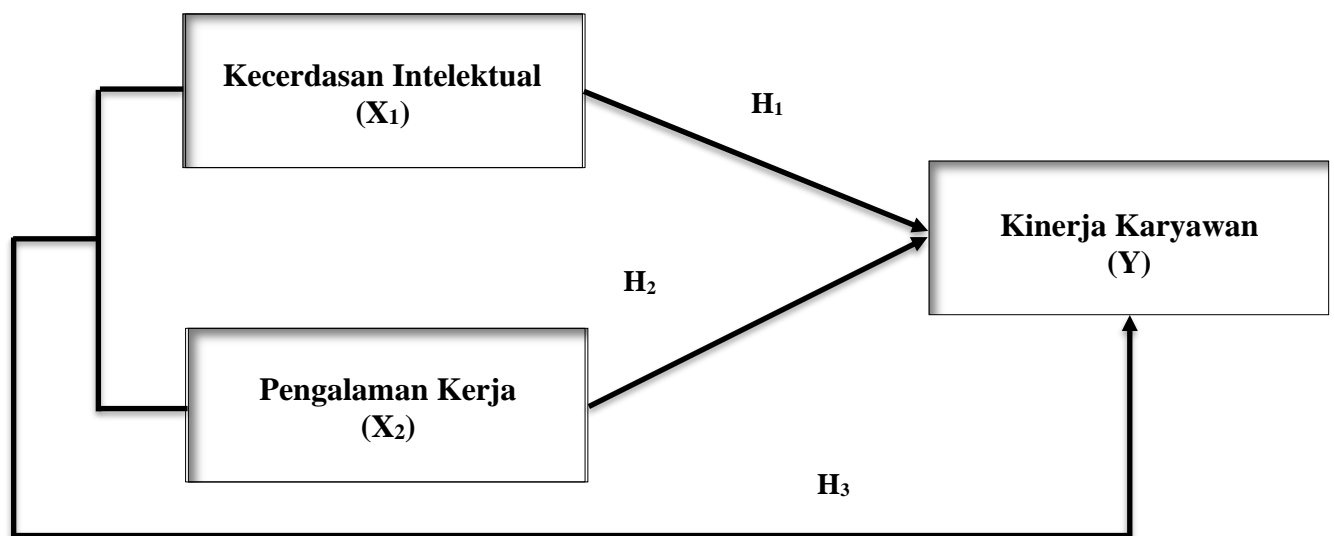 Kecerdasan Intelektual
(X₁)
H₁
Kinerja Karyawan
(Y)
H₂
Pengalaman Kerja
(X₂)
H₃